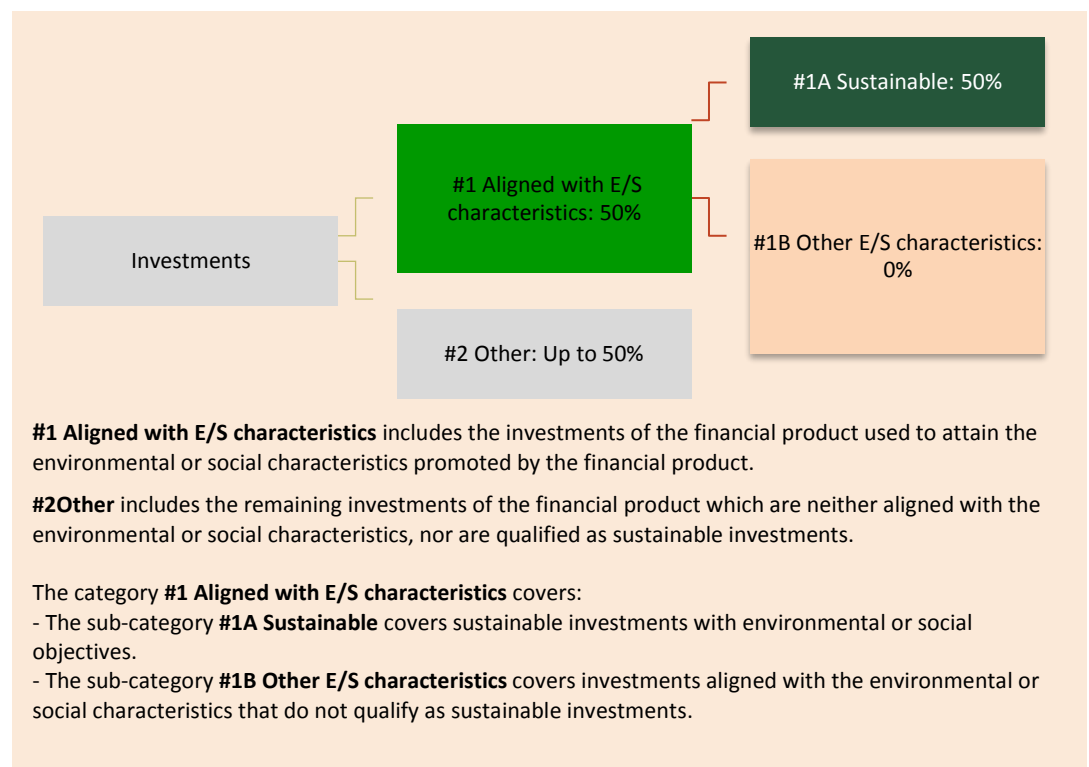 #1A Sustainable: 50%
#1 Aligned with E/S
characteristics: 50%
#1B Other E/S characteristics:
0%
Investments
#2 Other: Up to 50%
#1 Aligned with E/S characteristics includes the investments of the financial product used to attain the
environmental or social characteristics promoted by the financial product.
#2Other includes the remaining investments of the financial product which are neither aligned with the
environmental or social characteristics, nor are qualified as sustainable investments.
The category #1 Aligned with E/S characteristics covers:
- The sub-category #1A Sustainable covers sustainable investments with environmental or social
objectives.
- The sub-category #1B Other E/S characteristics covers investments aligned with the environmental or
social characteristics that do not qualify as sustainable investments.